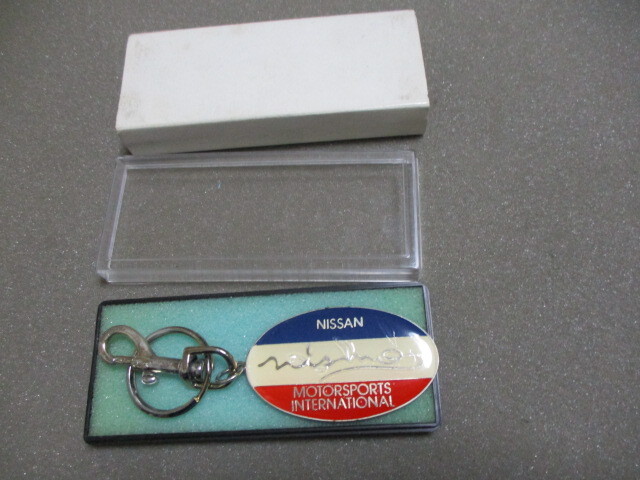 NISSAN
nismo
MOTORSPORTS
INTERNATIONAL